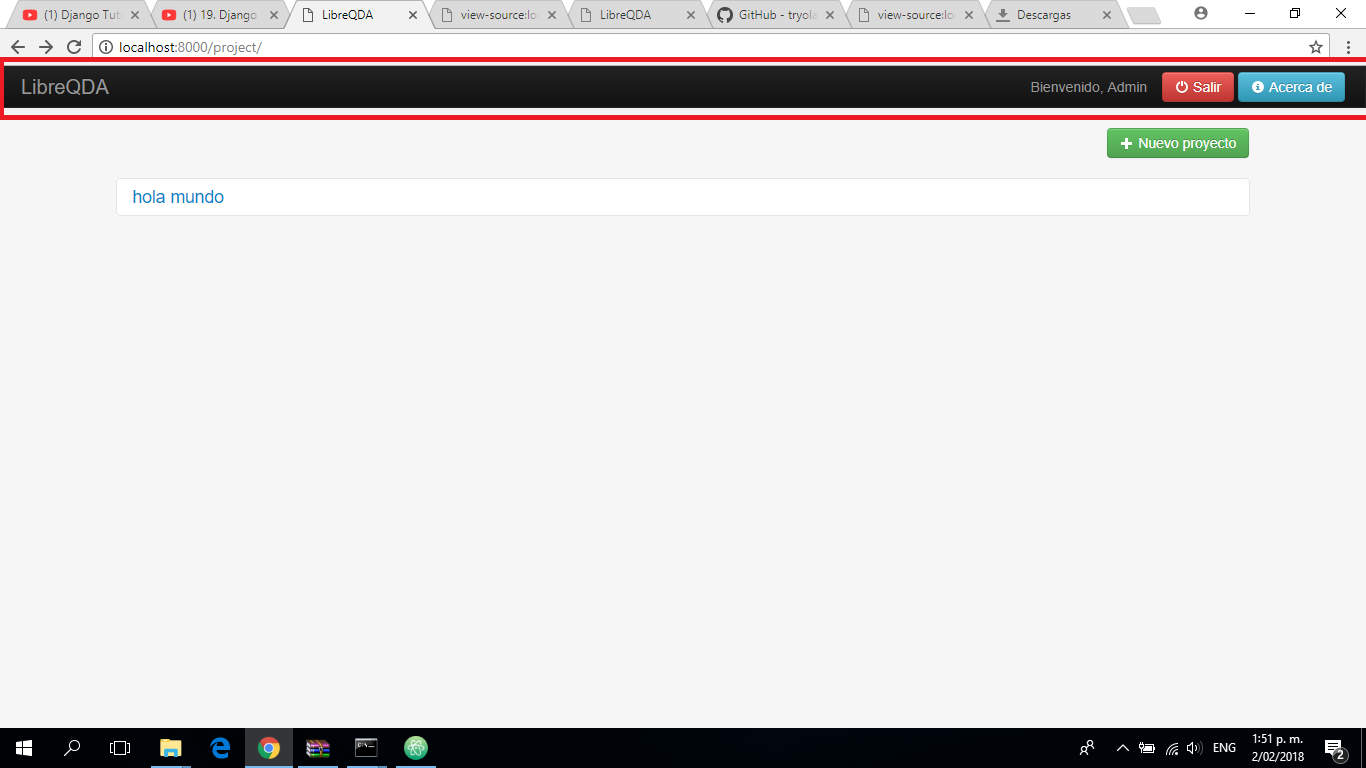 (1) Django Tut
(1) 19. Django
LibreQDA
view-source:lo
LibreQDA
GitHub - tryola
view-source:lo
Descargas
localhost:8000/project/
LibreQDA
Bienvenido, Admin
Salir
Acerca de
Nuevo proyecto
hola mundo
ENG
1:51 p. m.
2/02/2018
2